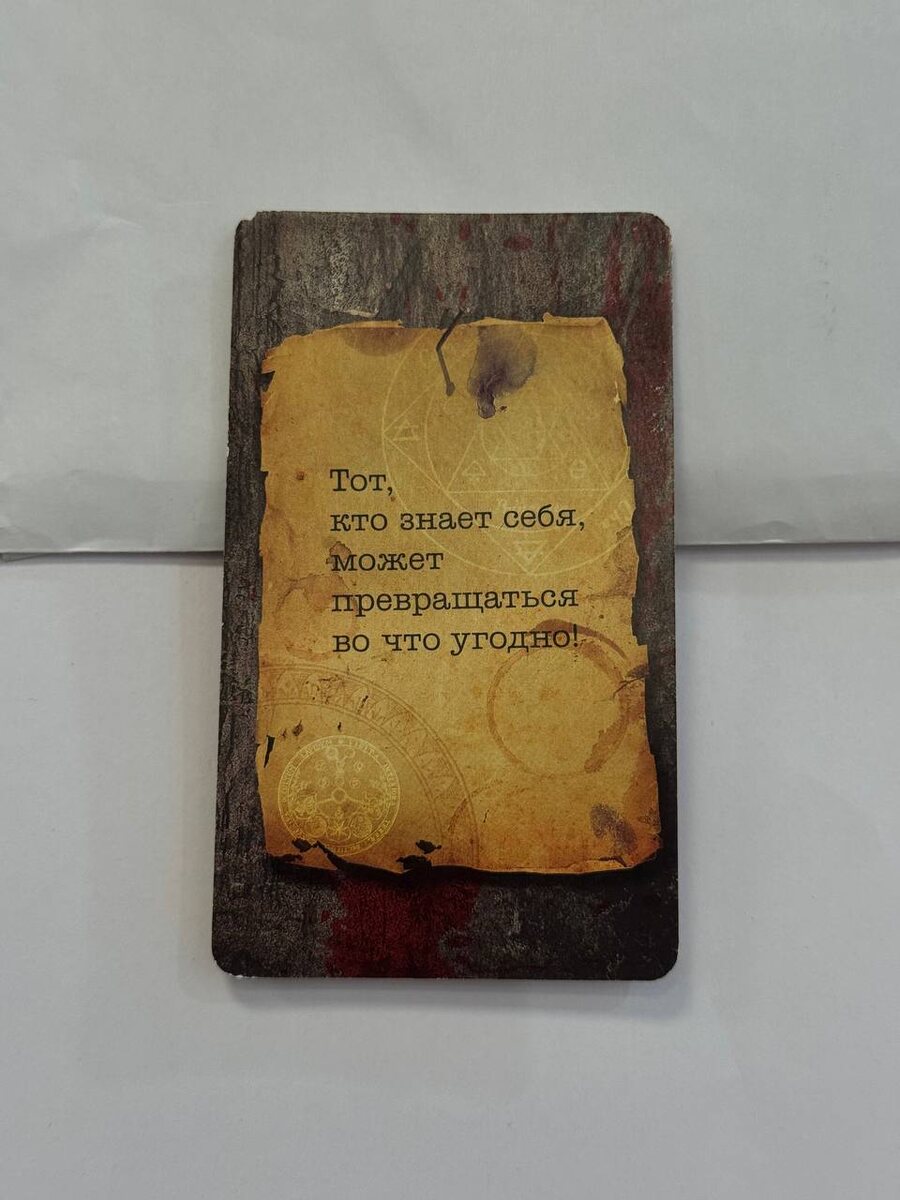 Тот,
кто знает себя,
может
превращаться
во что угодно!